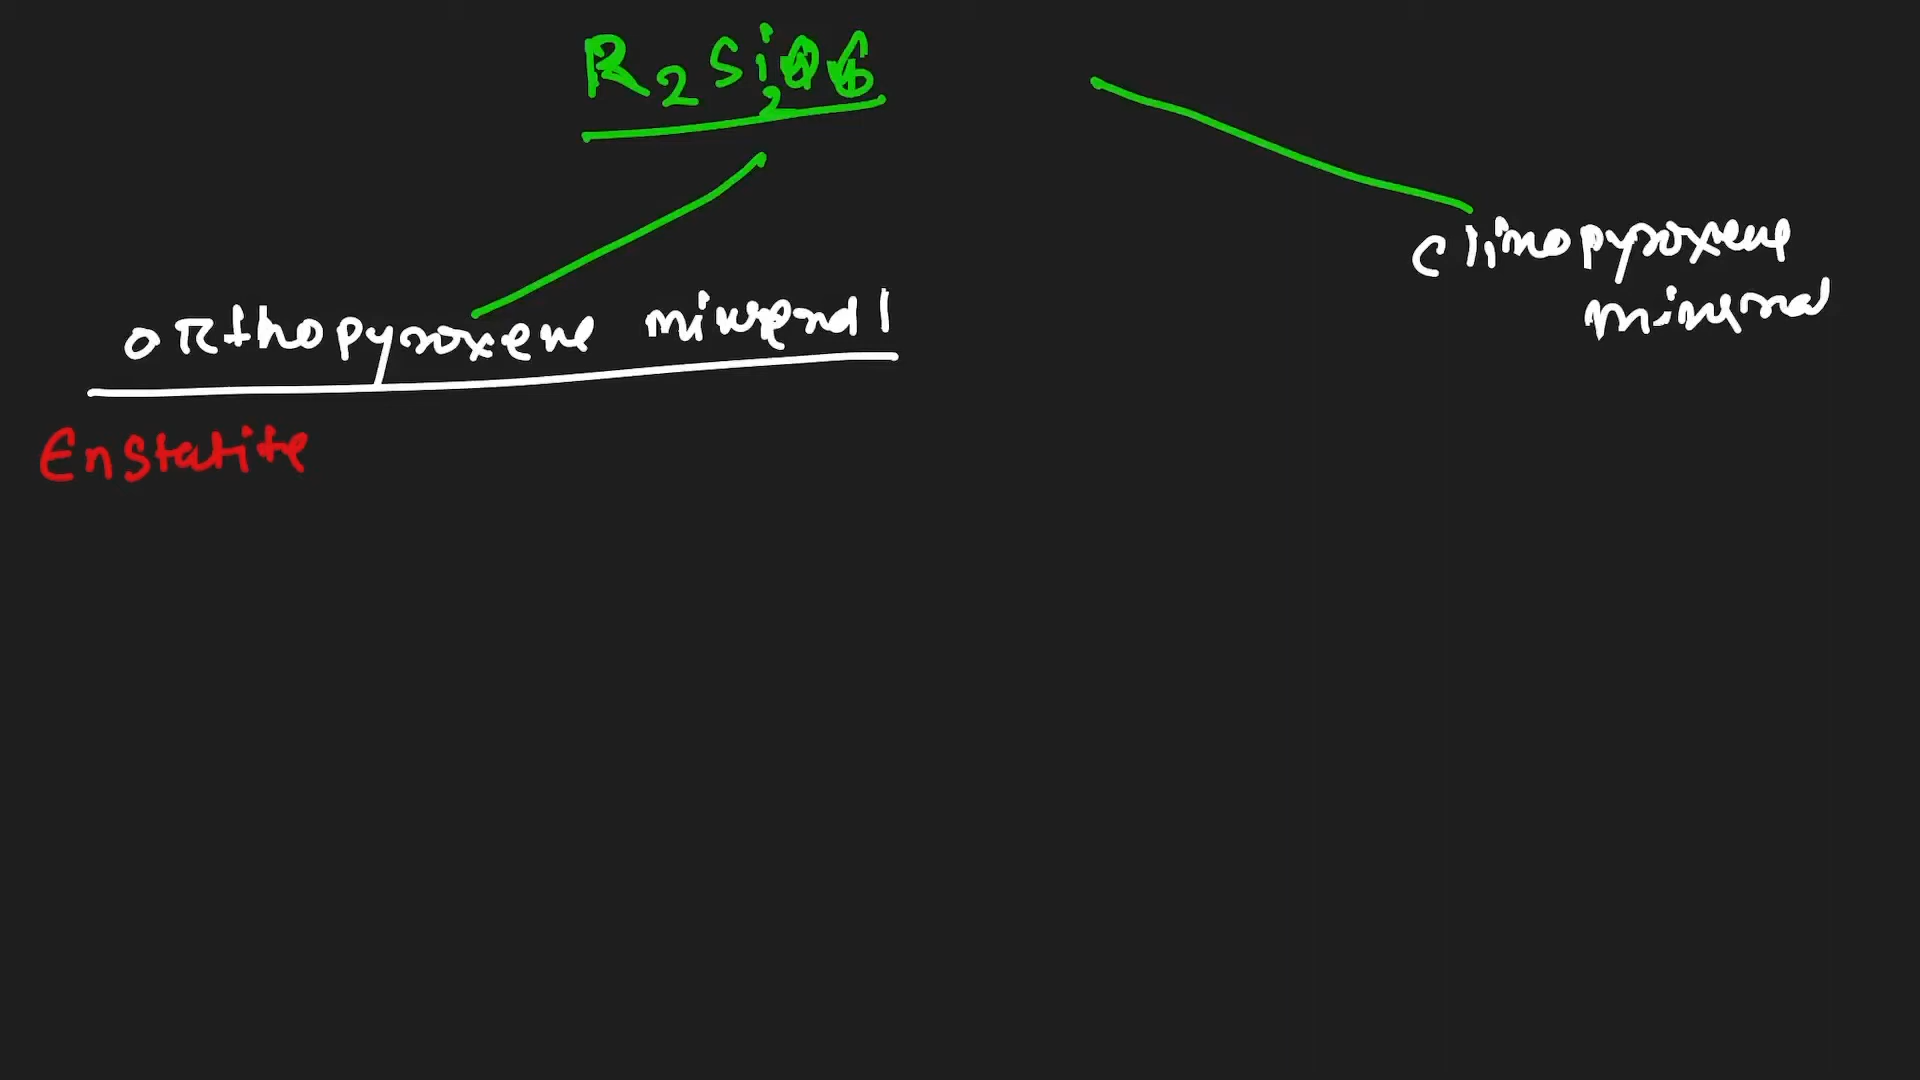 R2Si2O6
Clinopyroxene
mineral
Orthopyroxene mineral
Enstatite